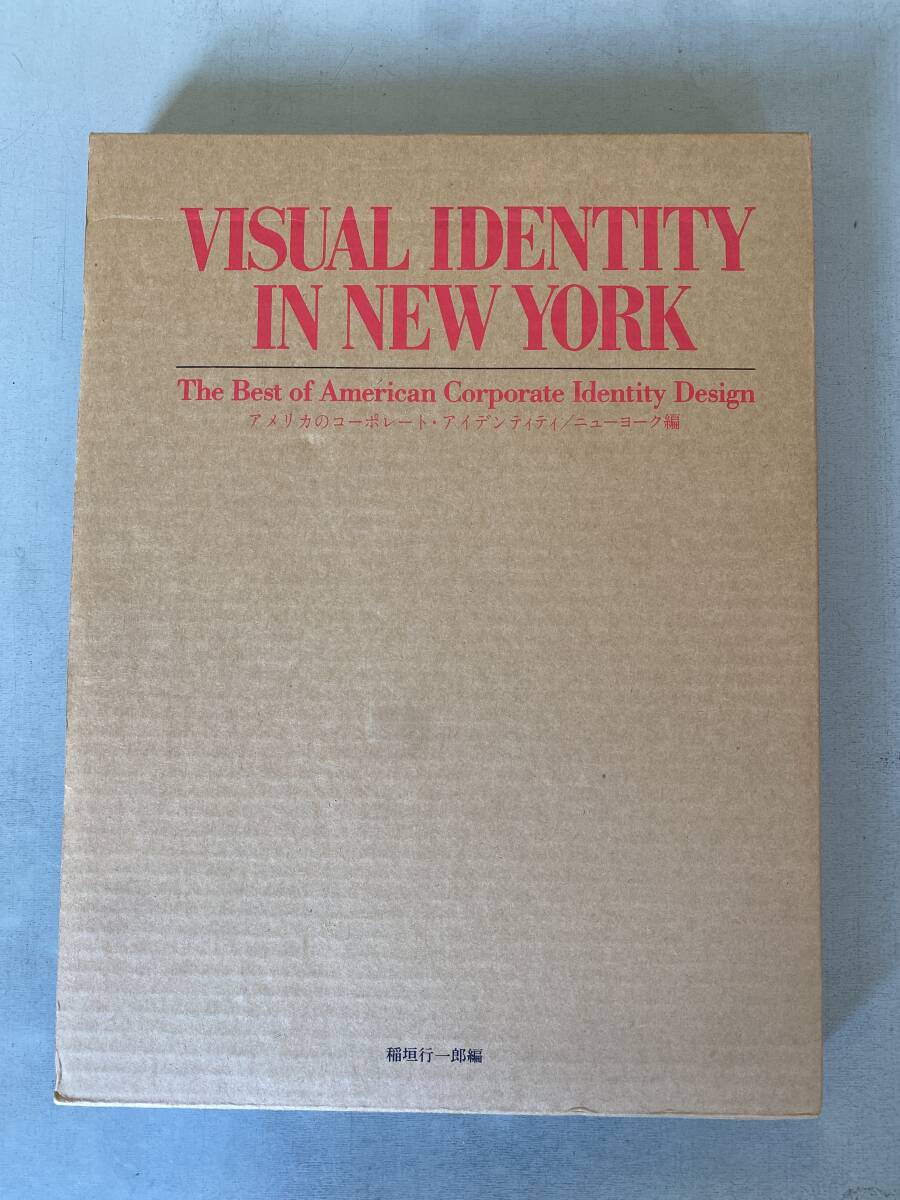 VISUAL IDENTITY
IN NEW YORK
The Best of American Corporate Identity Design
アメリカのコーポレート・アイデンティティ/ニューヨーク編
稲垣行一郎編